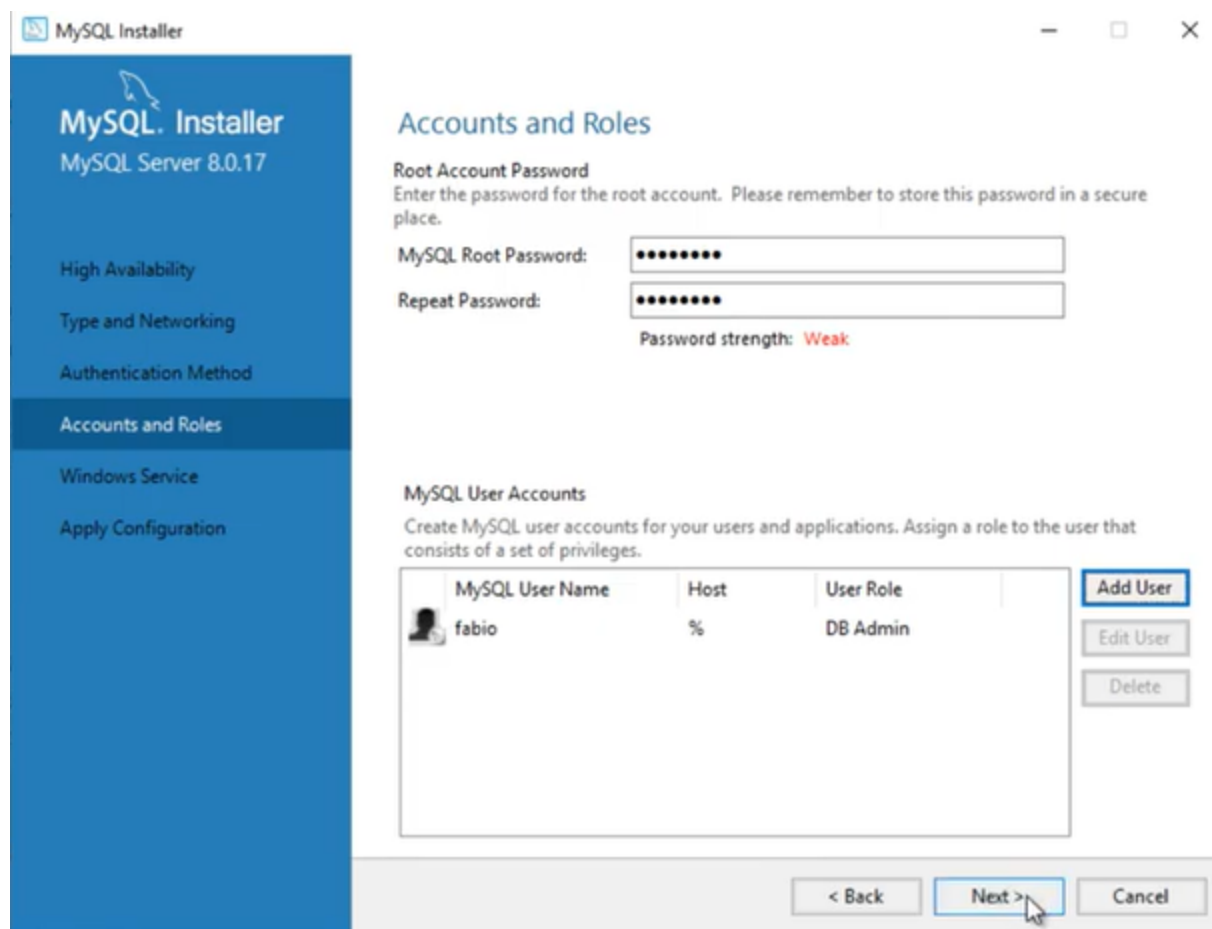 MySQL Installer
MySQL. Installer
MySQL Server 8.0.17
High Availability
Type and Networking
Authentication Method
Accounts and Roles
Windows Service
Apply Configuration
Accounts and Roles
Root Account Password
Enter the password for the root account. Please remember to store this password in a secure
place.
MySQL Root Password: ●●●●●●●●
Repeat Password: ●●●●●●●●
Password strength: Weak
MySQL User Accounts
Create MySQL user accounts for your users and applications. Assign a role to the user that
consists of a set of privileges.
MySQL User Name Host User Role
fabio % DB Admin
Add User
Edit User
Delete
< Back Next > Cancel